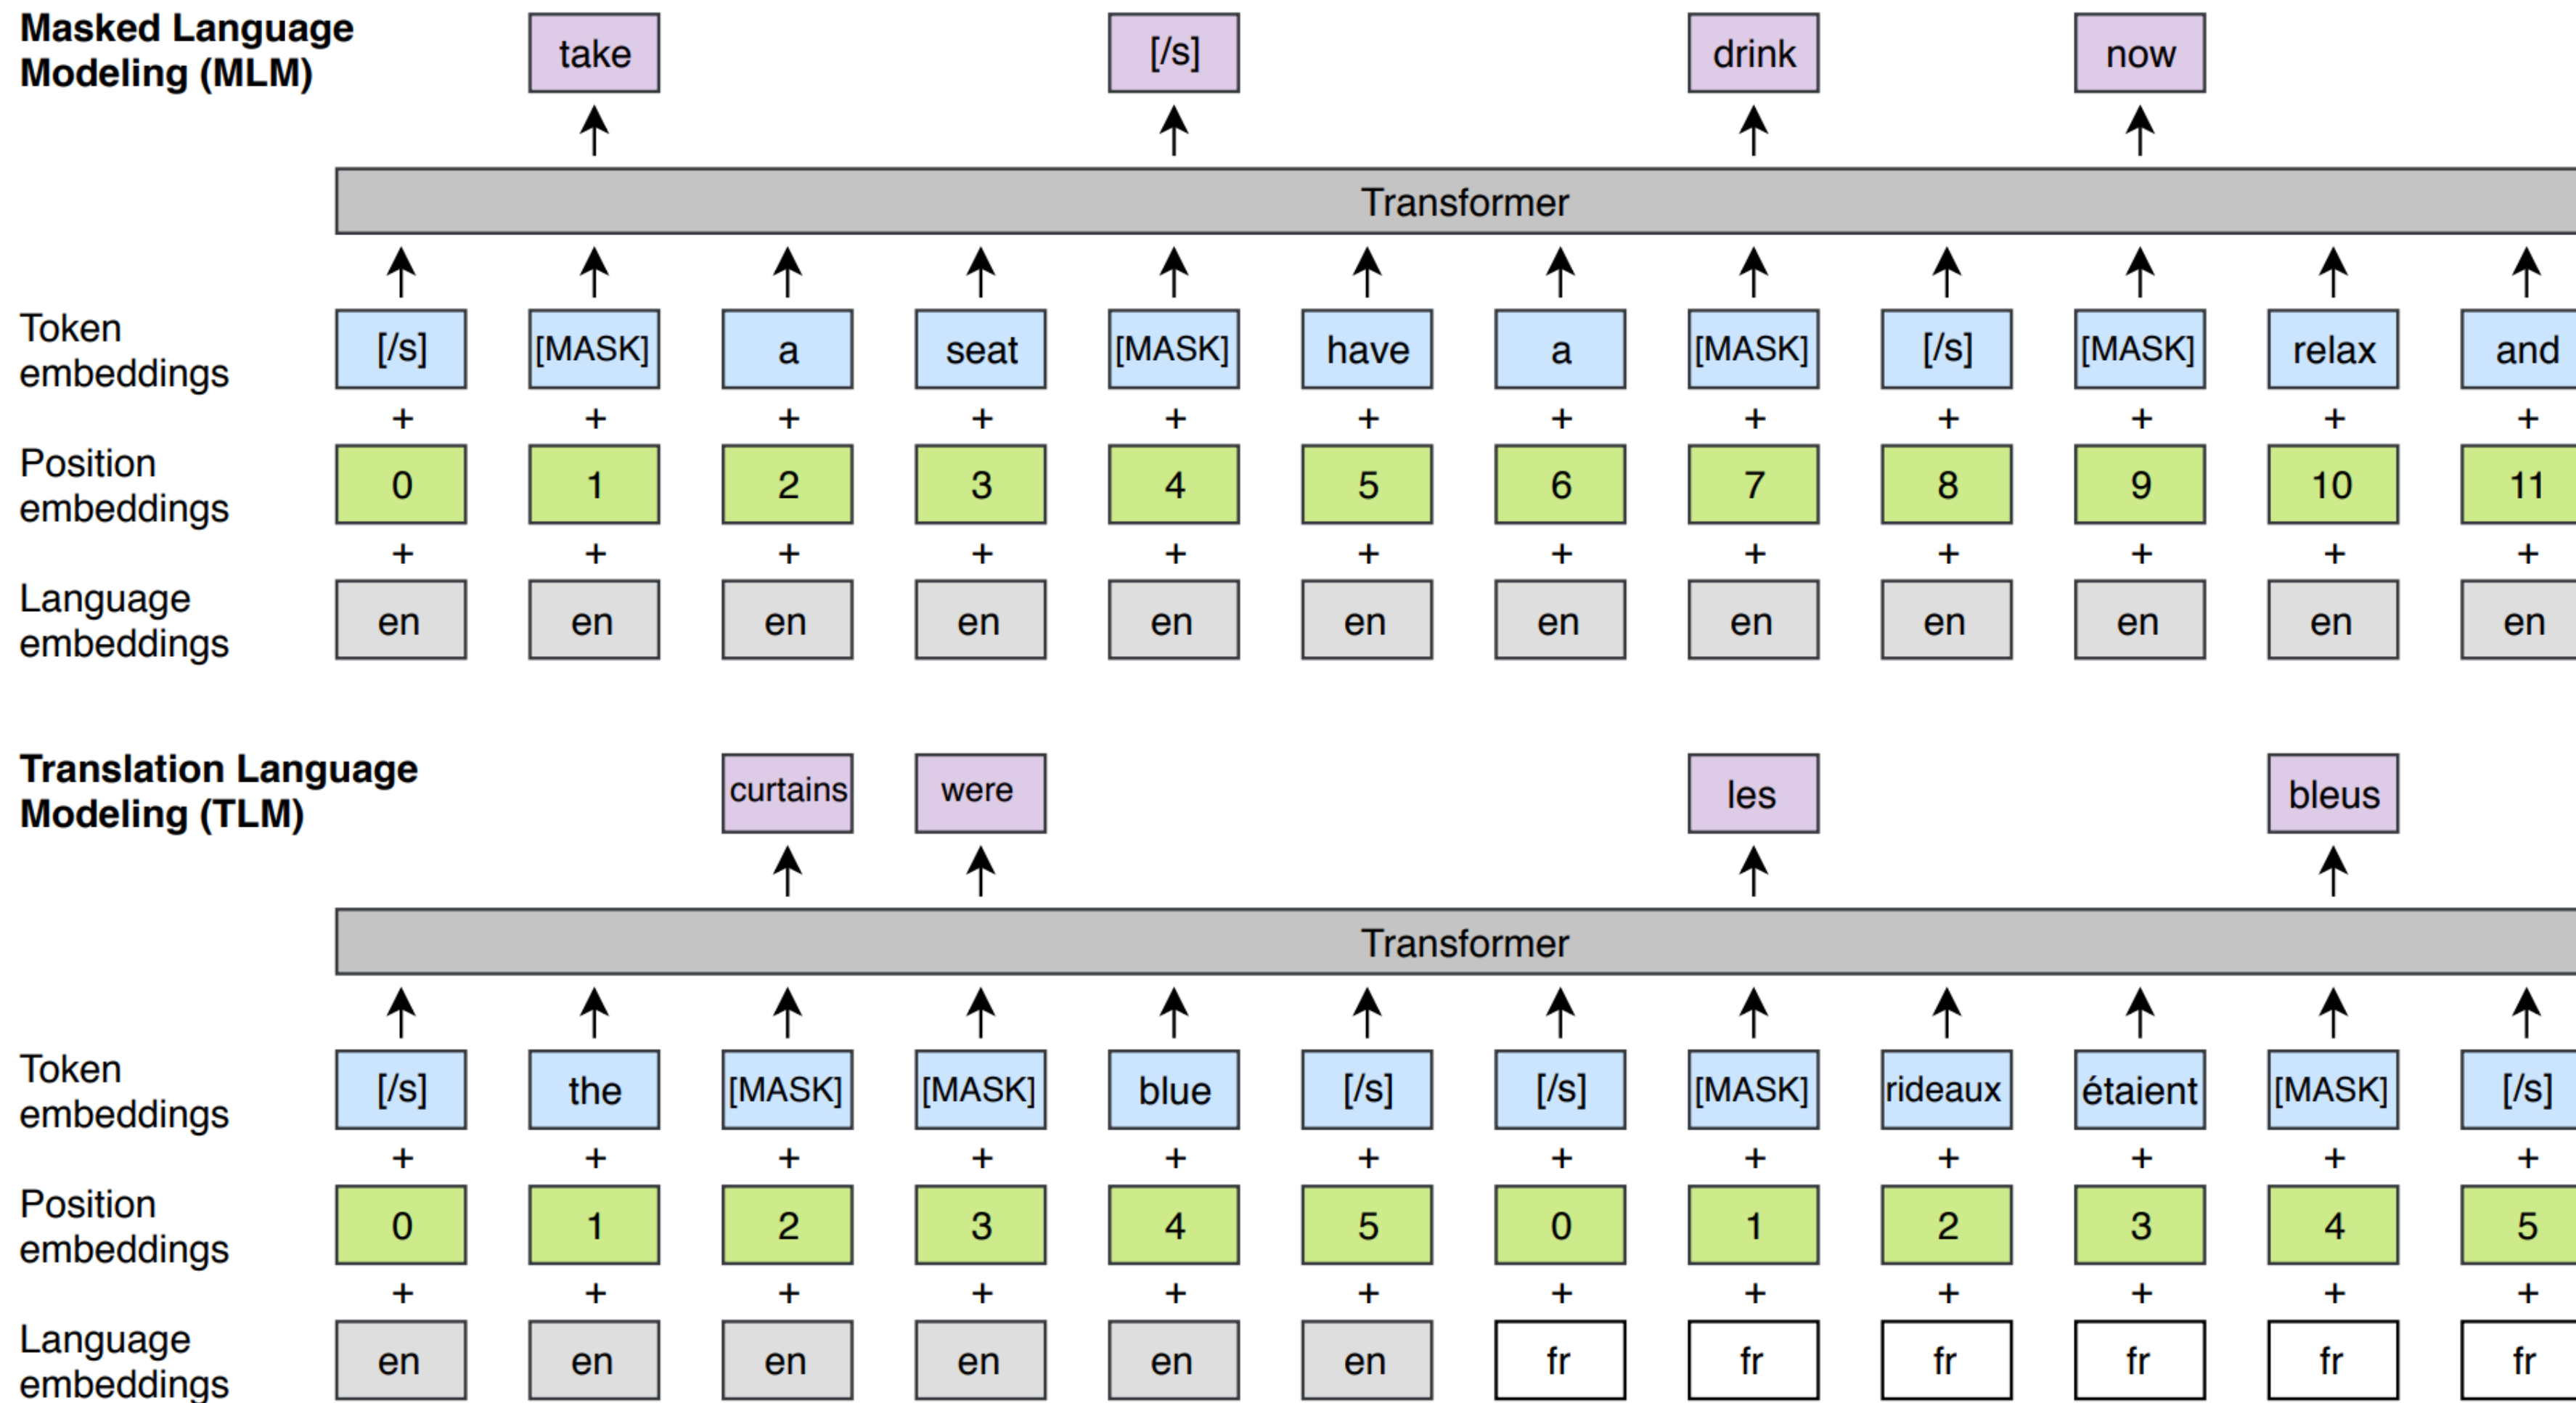 Masked Language
Modeling (MLM)
take [/s] drink now
Transformer
Token
embeddings
[/s] [MASK] a seat [MASK] have a [MASK] [/s] [MASK] relax and
+ + + + + + + + + + + +
Position
embeddings
0 1 2 3 4 5 6 7 8 9 10 11
+ + + + + + + + + + + +
Language
embeddings
en en en en en en en en en en en en
Translation Language
Modeling (TLM)
curtains were les bleus
Transformer
Token
embeddings
[/s] the [MASK] [MASK] blue [/s] [/s] [MASK] rideaux étaient [MASK] [/s]
+ + + + + + + + + + + +
Position
embeddings
0 1 2 3 4 5 0 1 2 3 4 5
+ + + + + + + + + + + +
Language
embeddings
en en en en en en fr fr fr fr fr fr